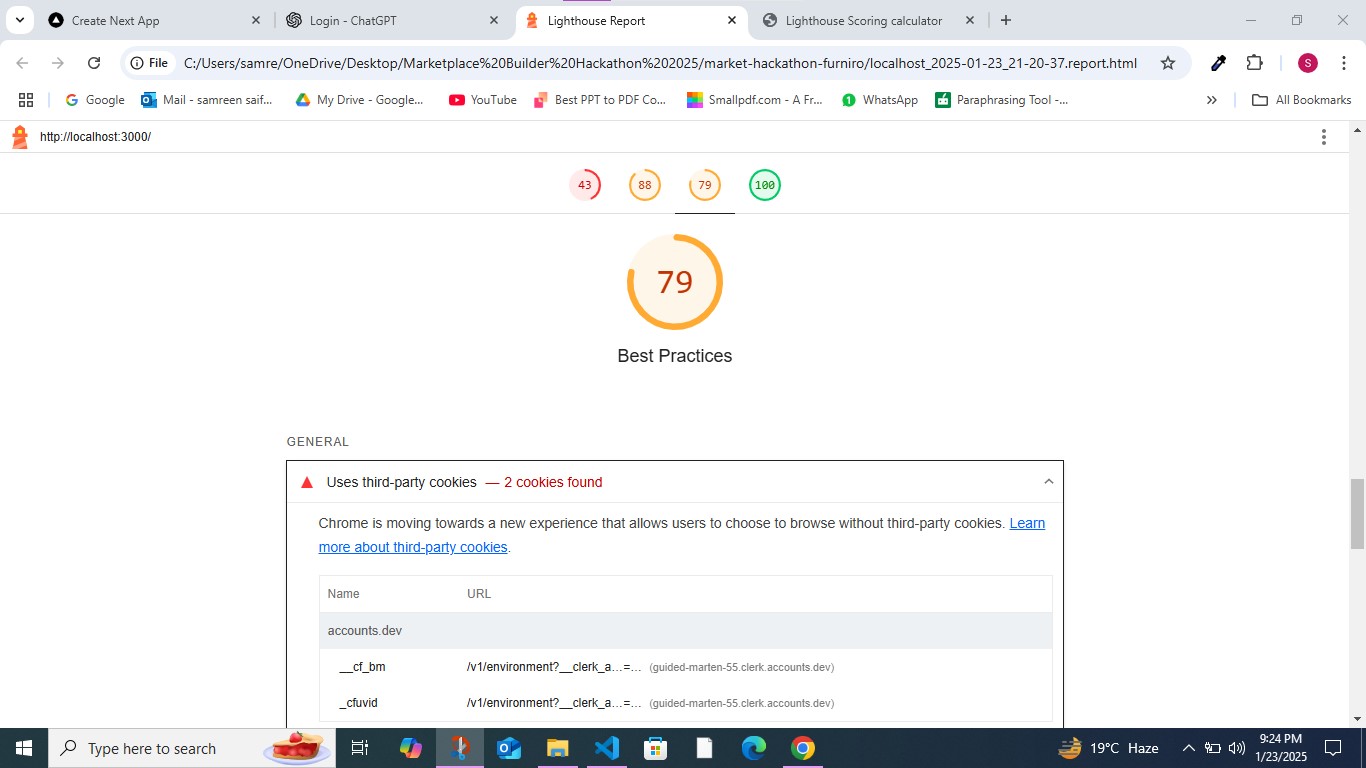 Create Next App
Login - ChatGPT
Lighthouse Report
Lighthouse Scoring calculator
File
C:/Users/samre/OneDrive/Desktop/Marketplace%20Builder%20Hackathon%202025/market-hackathon-furniro/localhost_2025-01-23_21-20-37.report.html
S
Google
Mail - samreen saif...
My Drive - Google...
YouTube
Best PPT to PDF Co...
Smallpdf.com - A Fr...
1 WhatsApp
Paraphrasing Tool -...
All Bookmarks
http://localhost:3000/
43 88 79 100
79
Best Practices
GENERAL
Uses third-party cookies — 2 cookies found
Chrome is moving towards a new experience that allows users to choose to browse without third-party cookies. Learn
more about third-party cookies.
Name URL
accounts.dev
__cf_bm /v1/environment?__clerk_a...=... (guided-marten-55.clerk.accounts.dev)
_cfuvid /v1/environment?__clerk_a...=... (guided-marten-55.clerk.accounts.dev)
Type here to search
19°C Haze
9:24 PM
1/23/2025